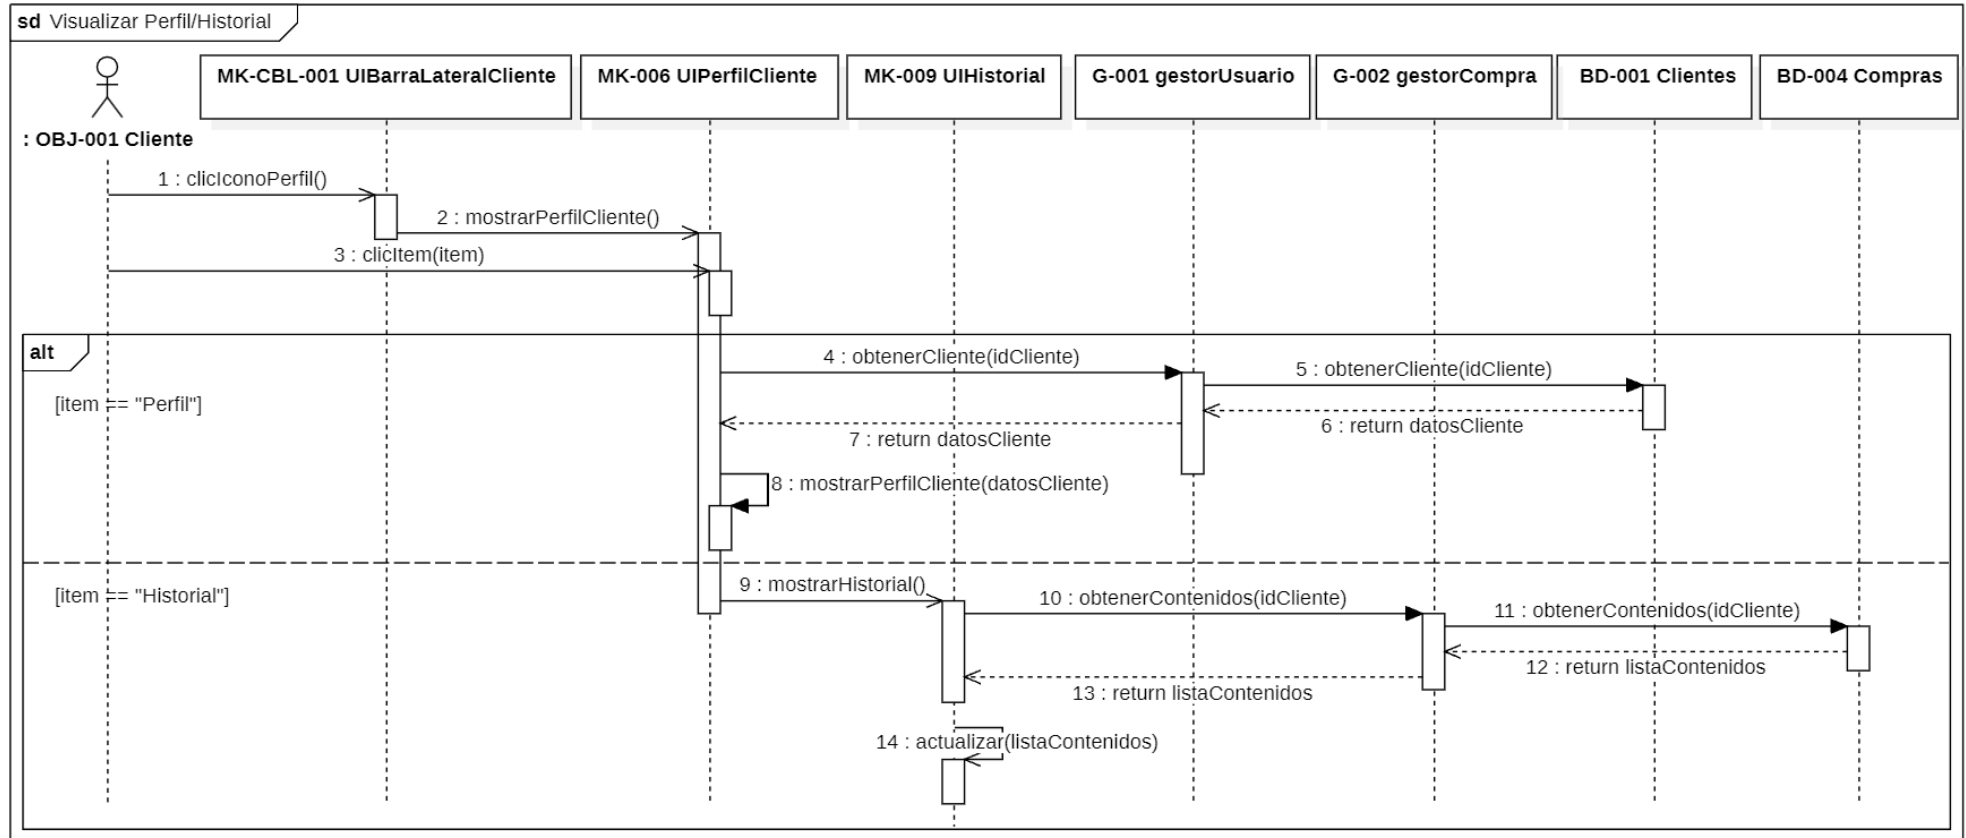 sd Visualizar Perfil/Historial
MK-CBL-001 UIBarraLateralCliente
MK-006 UIPerfilCliente
MK-009 UIHistorial
G-001 gestorUsuario
G-002 gestorCompra
BD-001 Clientes
BD-004 Compras
: OBJ-001 Cliente
1 : clicIconoPerfil()
2 : mostrarPerfilCliente()
3 : clicItem(item)
alt
[item == "Perfil"]
4 : obtenerCliente(idCliente)
5 : obtenerCliente(idCliente)
6 : return datosCliente
7 : return datosCliente
8 : mostrarPerfilCliente(datosCliente)
[item == "Historial"]
9 : mostrarHistorial()
10 : obtenerContenidos(idCliente)
11 : obtenerContenidos(idCliente)
12 : return listaContenidos
13 : return listaContenidos
14 : actualizar(listaContenidos)